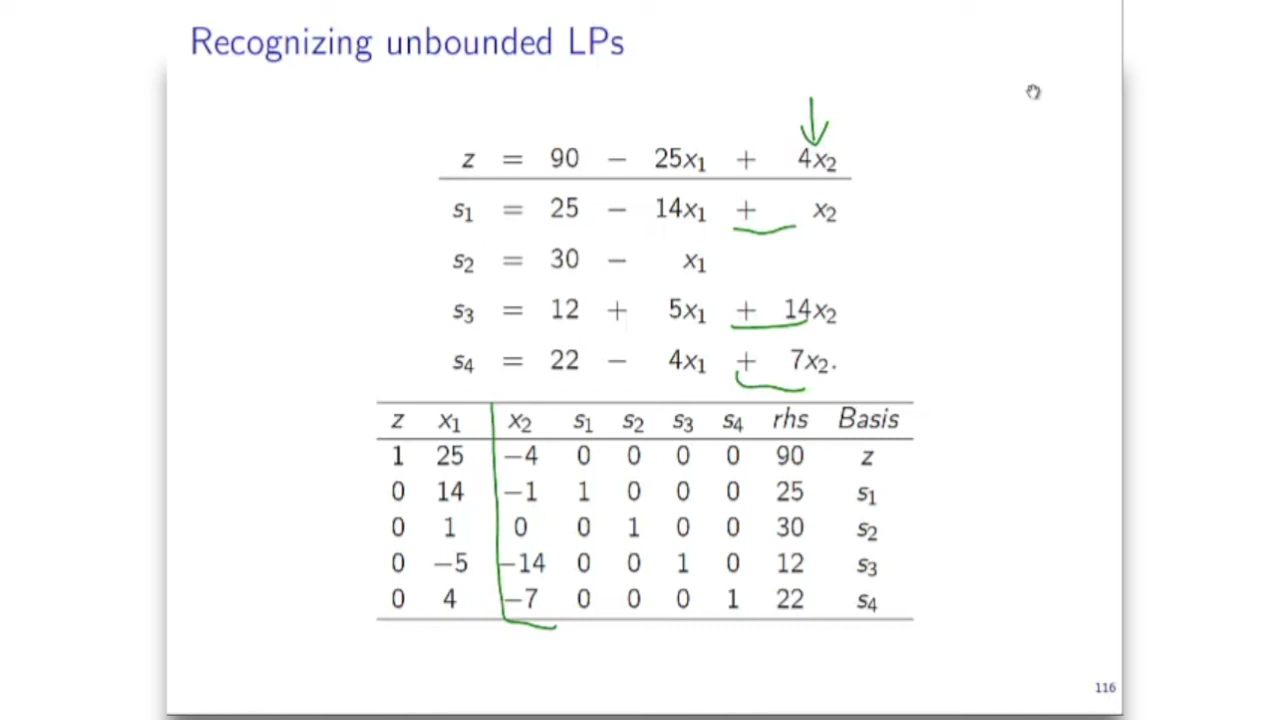 Recognizing unbounded LPs
z = 90 − 25x₁ + 4x₂
s₁ = 25 − 14x₁ + x₂
s₂ = 30 − x₁
s₃ = 12 + 5x₁ + 14x₂
s₄ = 22 − 4x₁ + 7x₂.
z x₁ x₂ s₁ s₂ s₃ s₄ rhs Basis
1 25 −4 0 0 0 0 90 z
0 14 −1 1 0 0 0 25 s₁
0 1 0 0 1 0 0 30 s₂
0 −5 −14 0 0 1 0 12 s₃
0 4 −7 0 0 0 1 22 s₄
116